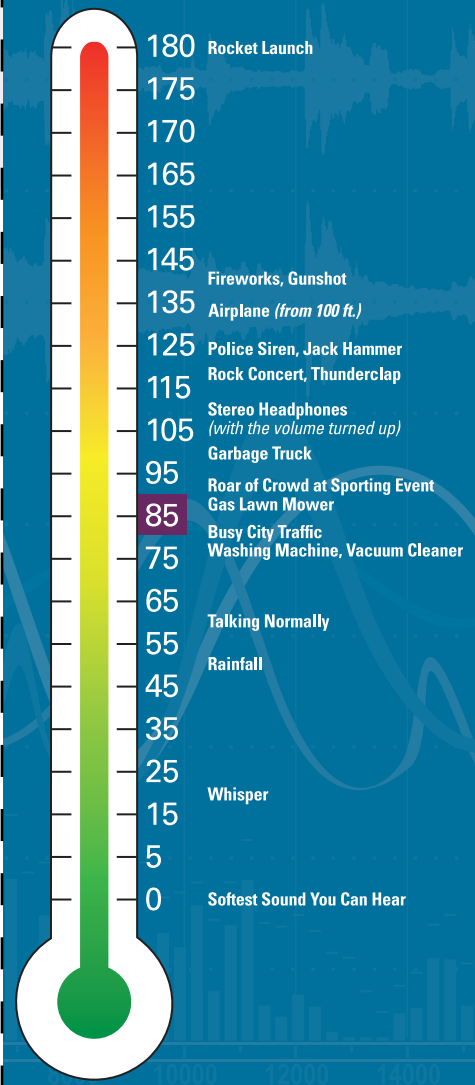 180 Rocket Launch
175
170
165
155
145
Fireworks, Gunshot
135 Airplane (from 100 ft.)
125 Police Siren, Jack Hammer
Rock Concert, Thunderclap
115
Stereo Headphones
105 (with the volume turned up)
Garbage Truck
95
Roar of Crowd at Sporting Event
Gas Lawn Mower
85
Busy City Traffic
Washing Machine, Vacuum Cleaner
75
65
Talking Normally
55
Rainfall
45
35
25
Whisper
15
5
0 Softest Sound You Can Hear
10000 12000 14000